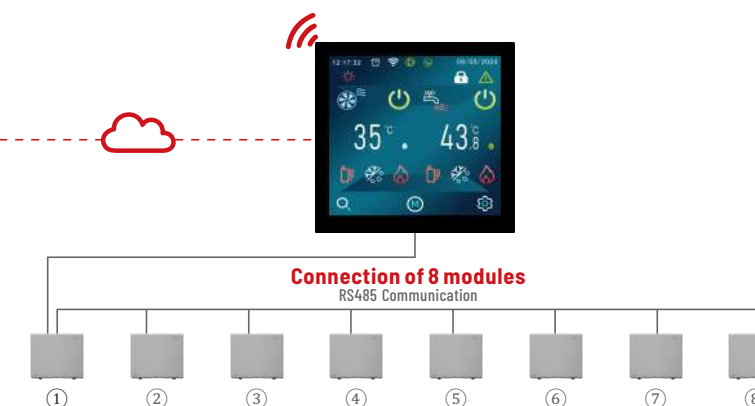 12:17:32 09/05/2024
35 °C 43.8 °C
M
Connection of 8 modules
RS485 Communication
1 2 3 4 5 6 7 8